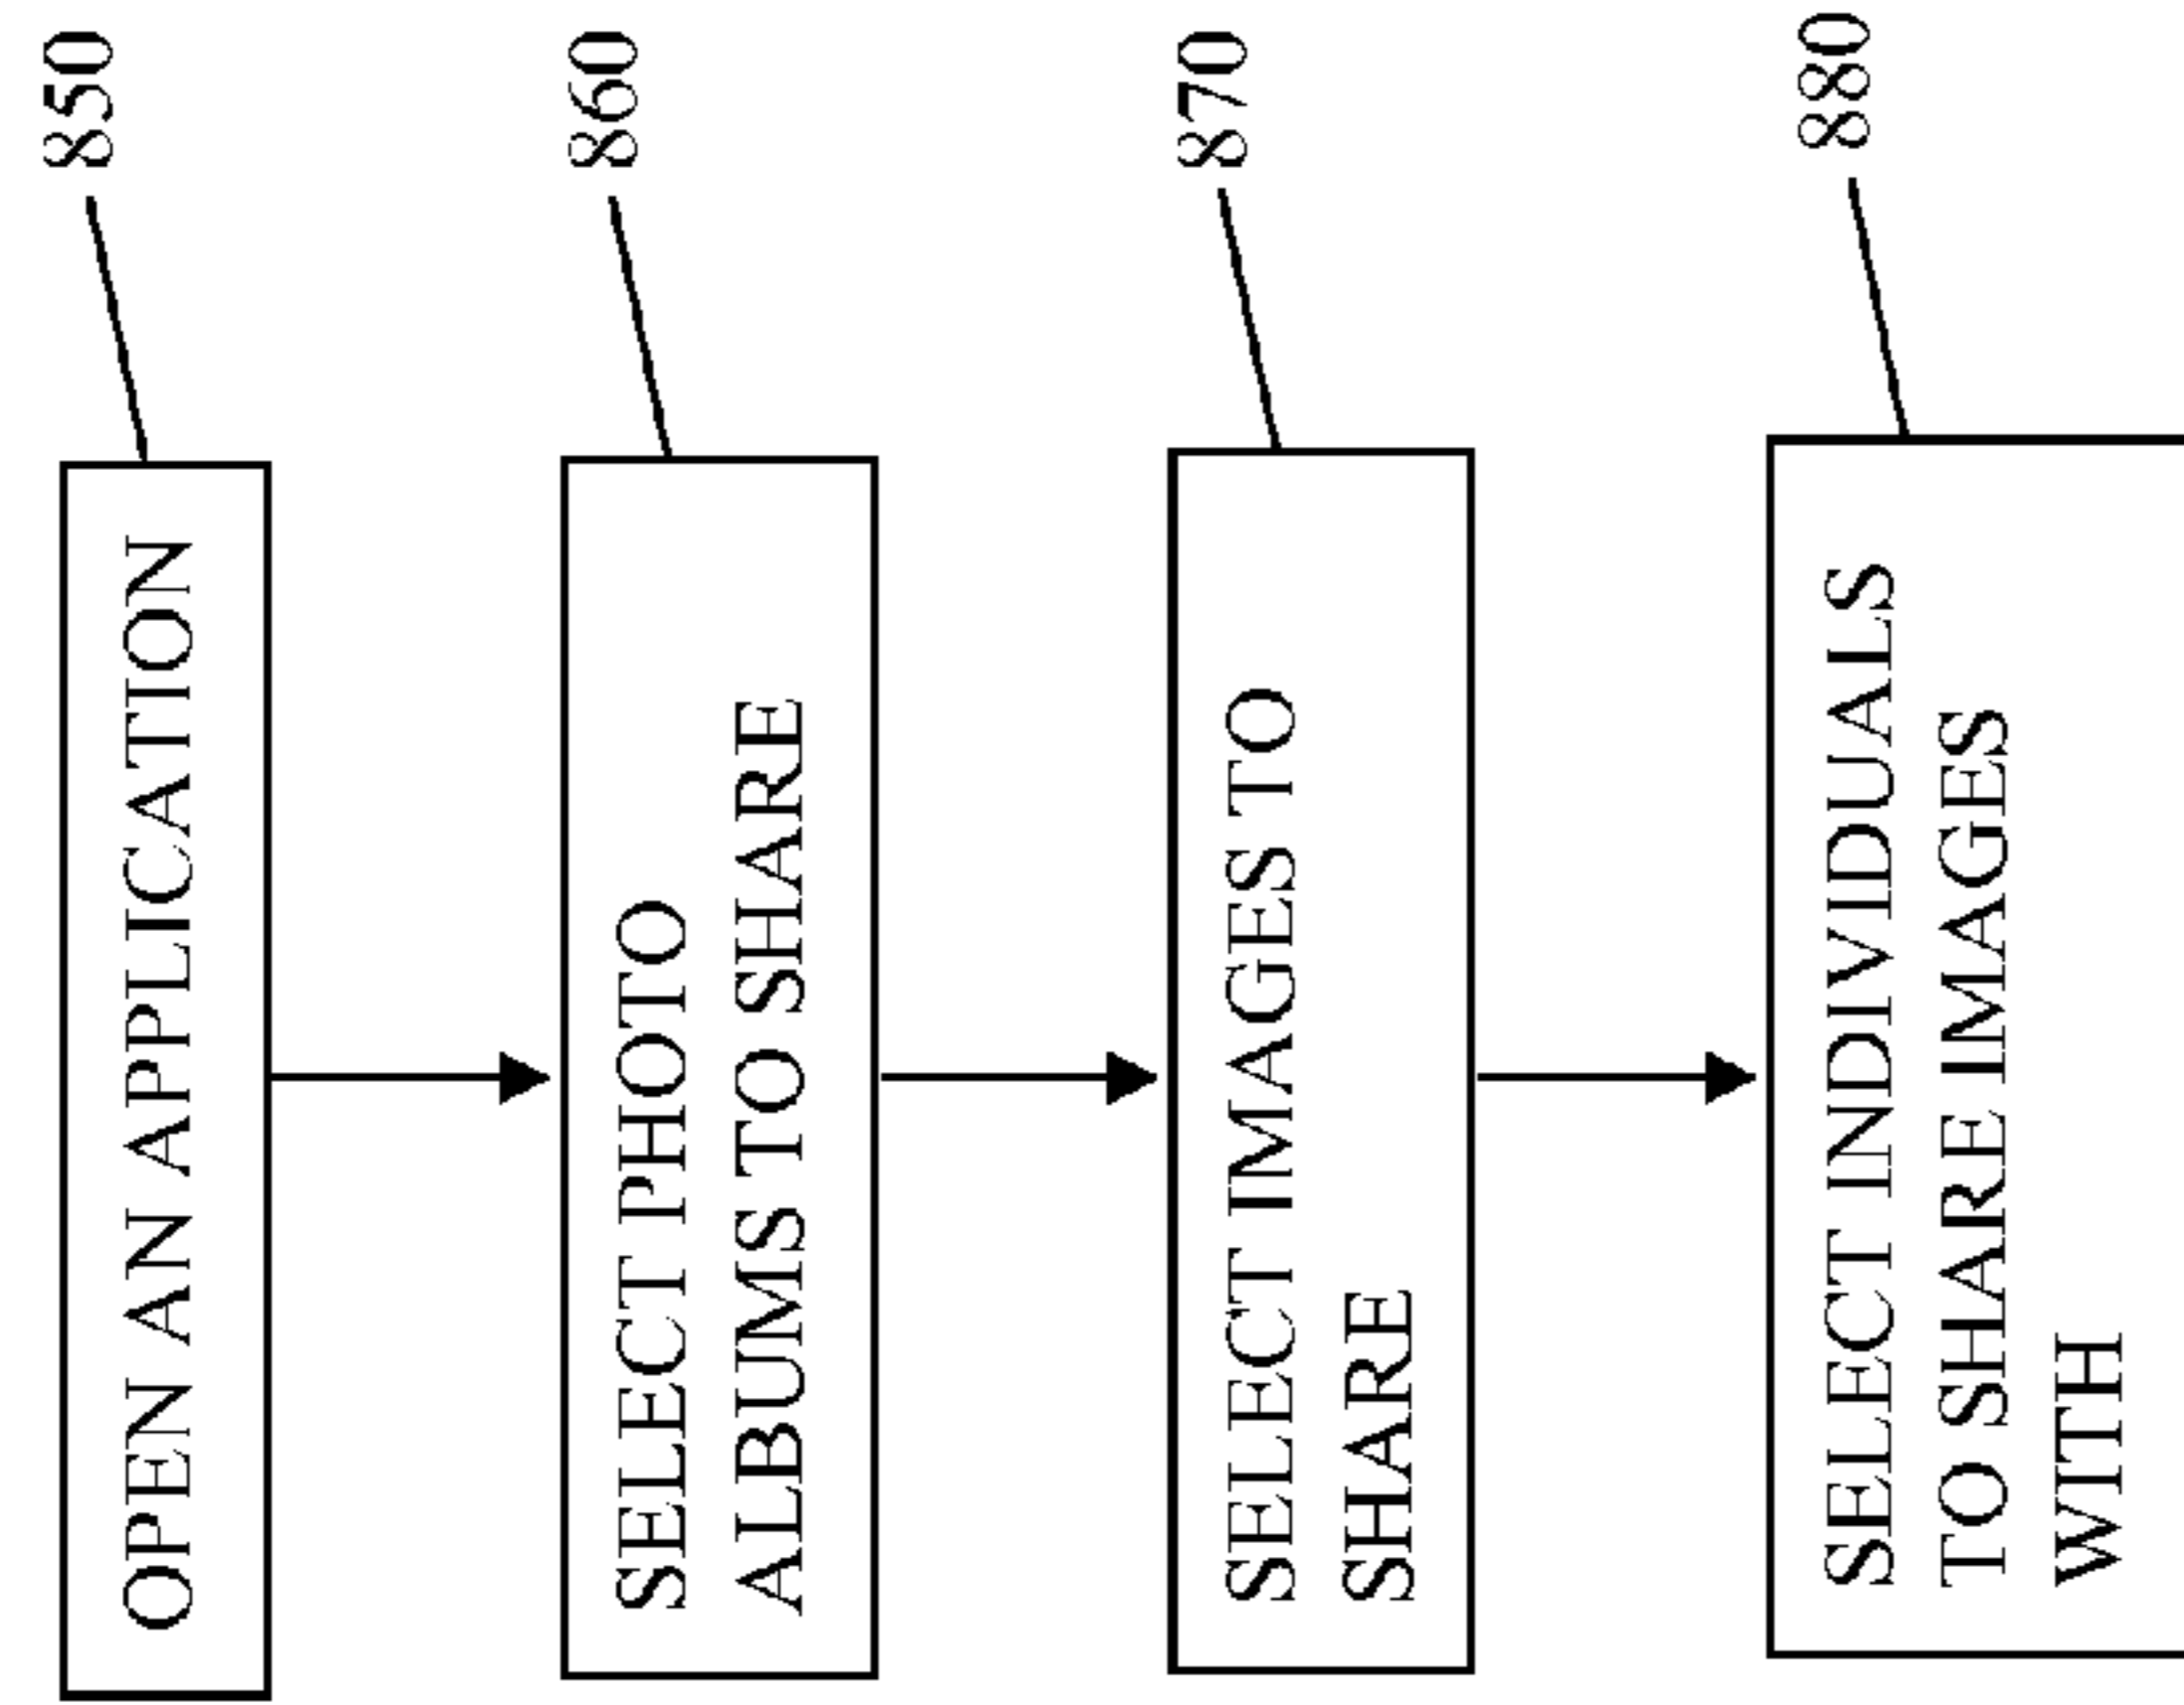 850
OPEN AN APPLICATION
860
SELECT PHOTO
ALBUMS TO SHARE
870
SELECT IMAGES TO
SHARE
880
SELECT INDIVIDUALS
TO SHARE IMAGES
WITH